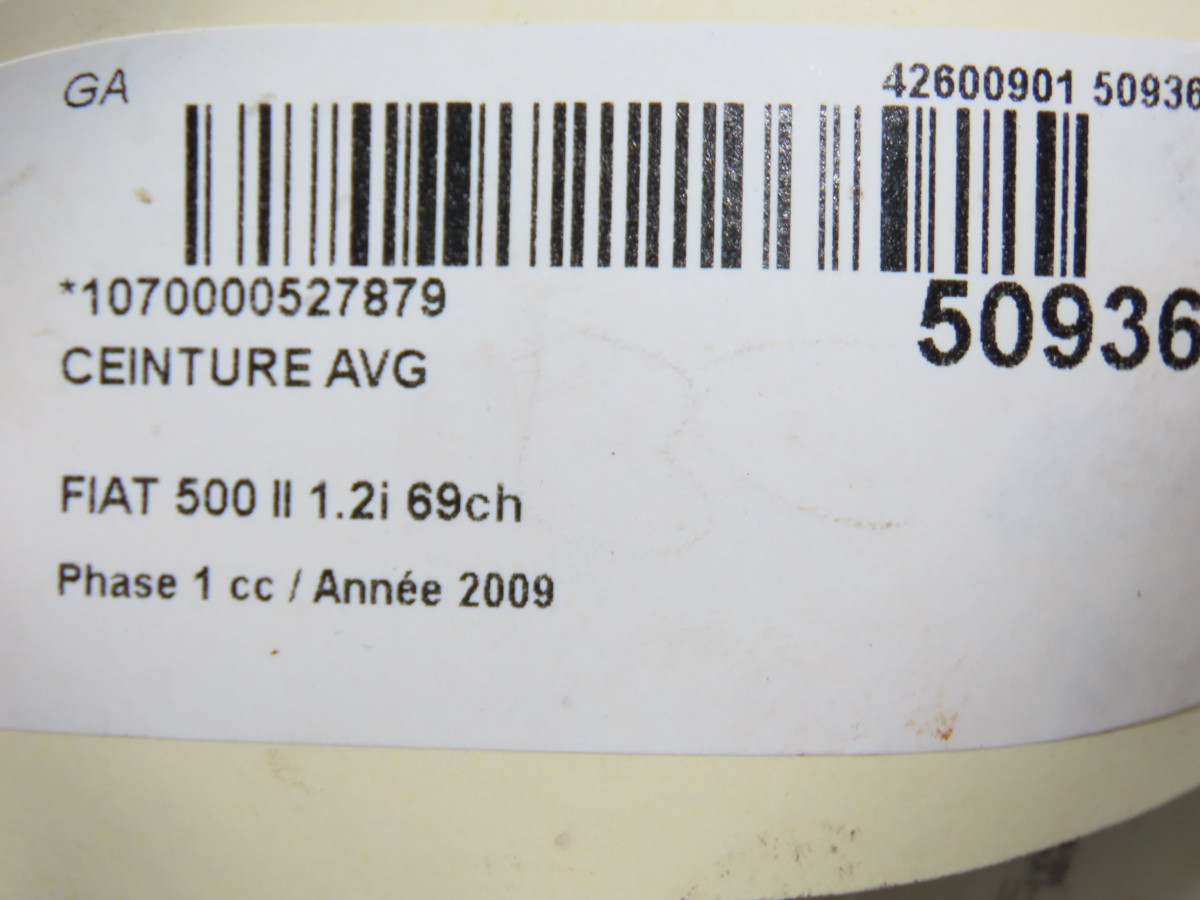 GA
42600901 50936
*1070000527879
50936
CEINTURE AVG
FIAT 500 II 1.2i 69ch
Phase 1 cc / Année 2009